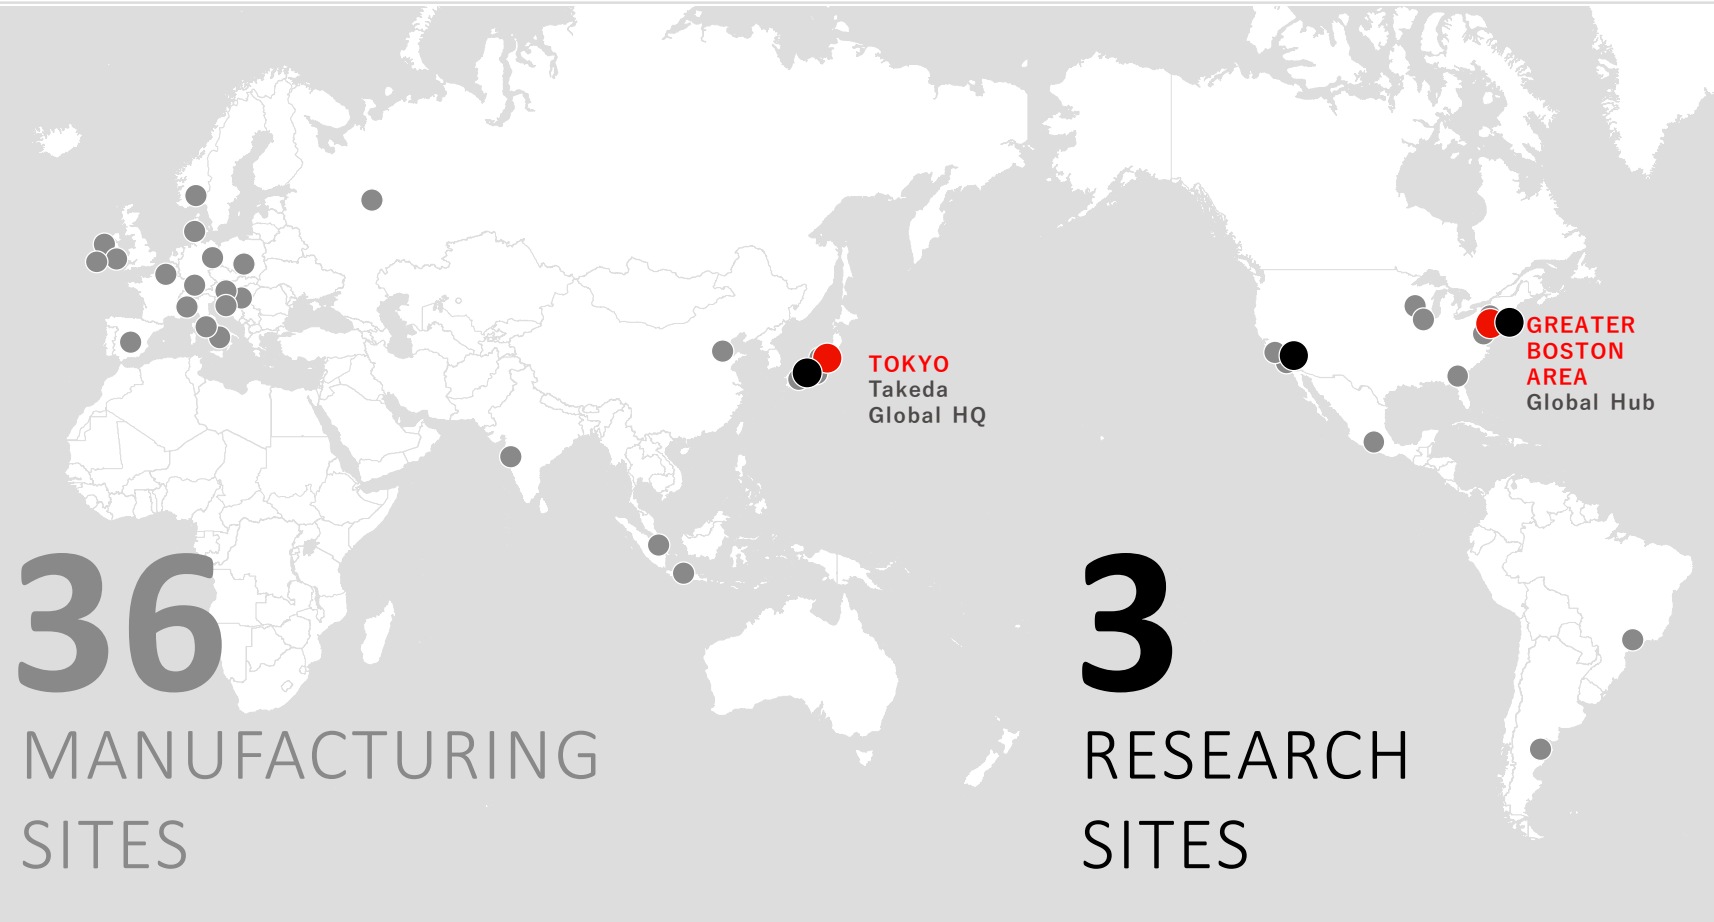 TOKYO
Takeda
Global HQ
GREATER
BOSTON
AREA
Global Hub
36
MANUFACTURING
SITES
3
RESEARCH
SITES